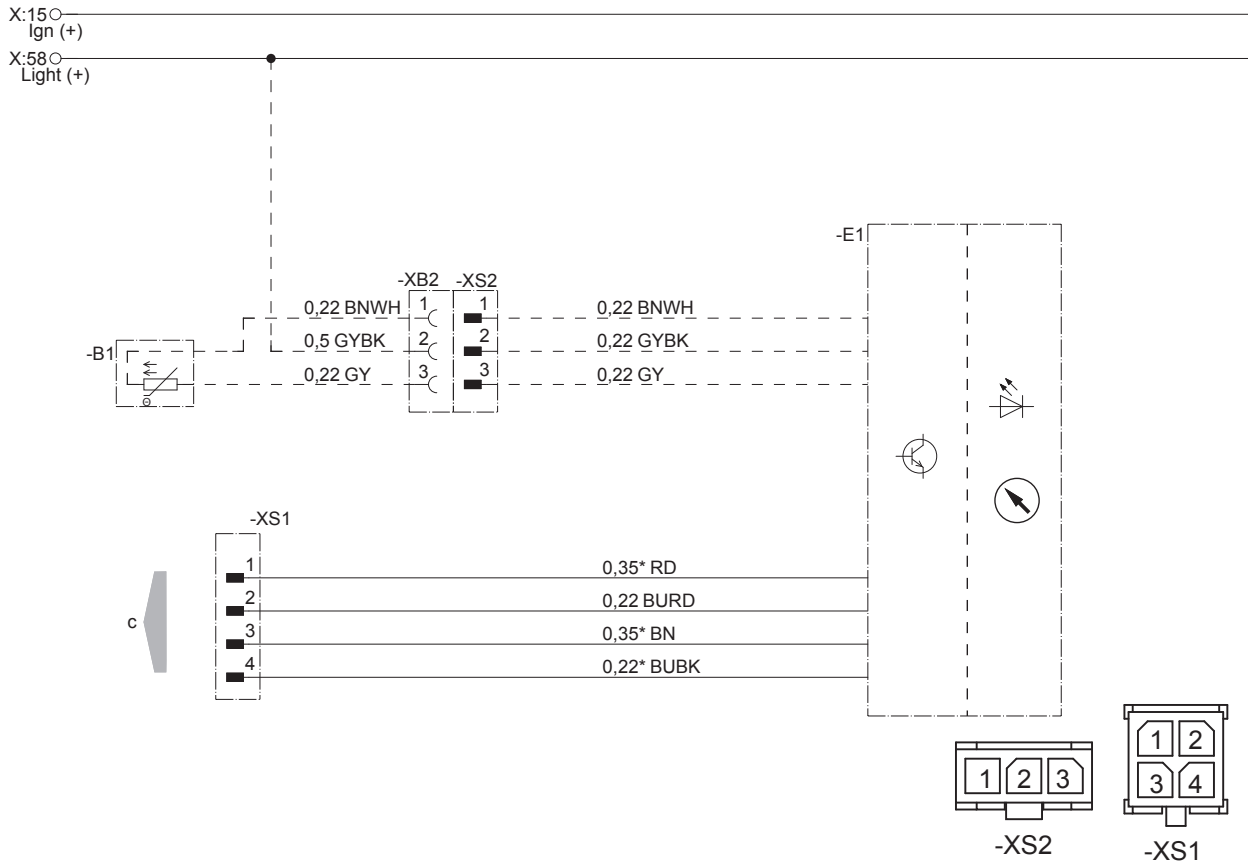 X:15
Ign (+)
X:58
Light (+)
-E1
-XB2 -XS2
0,22 BNWH 1 1 0,22 BNWH
0,5 GYBK 2 2 0,22 GYBK
-B1
0,22 GY 3 3 0,22 GY
-XS1
1 0,35* RD
2 0,22 BURD
c
3 0,35* BN
4 0,22* BUBK
1 2 3
-XS2
1 2
3 4
-XS1